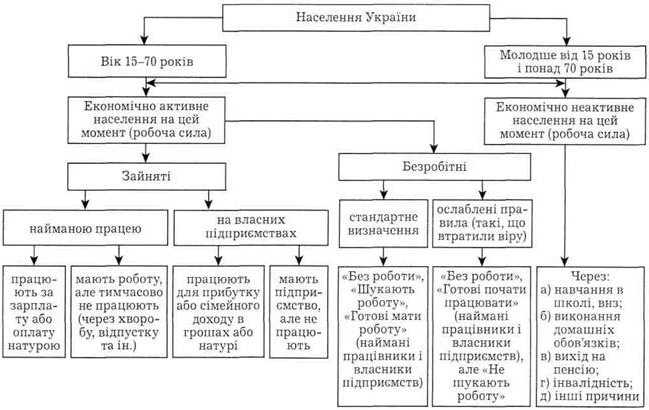 Населення України
Вік 15–70 років
Молодше від 15 років
і понад 70 років
Економічно активне
населення на цей
момент (робоча сила)
Економічно неактивне
населення на цей
момент (робоча сила)
Зайняті
Безробітні
найманою працею
на власних
підприємствах
стандартне
визначення
ослаблені пра-
вила (такі, що
втратили віру)
працю-
ють за
зарпла-
ту або
оплату
натурою
мають роботу,
але тимчасово
не працюють
(через хворо-
бу, відпустку
та ін.)
працюють
для прибутку
або сімейного
доходу в
грошах або
натурі
мають
підпри-
ємство,
але не
працю-
ють
«Без роботи»,
«Шукають
роботу»,
«Готові мати
роботу»
(наймані
працівники і
власники
підприємств)
«Без роботи»,
«Готові почати
працювати»
(наймані
працівники і
власники
підприємств),
але «Не
шукають
роботу»
Через:
а) навчання в
школі, внз;
б) виконання
домашніх
обов’язків;
в) вихід на
пенсію;
г) інвалідність;
д) інші причини